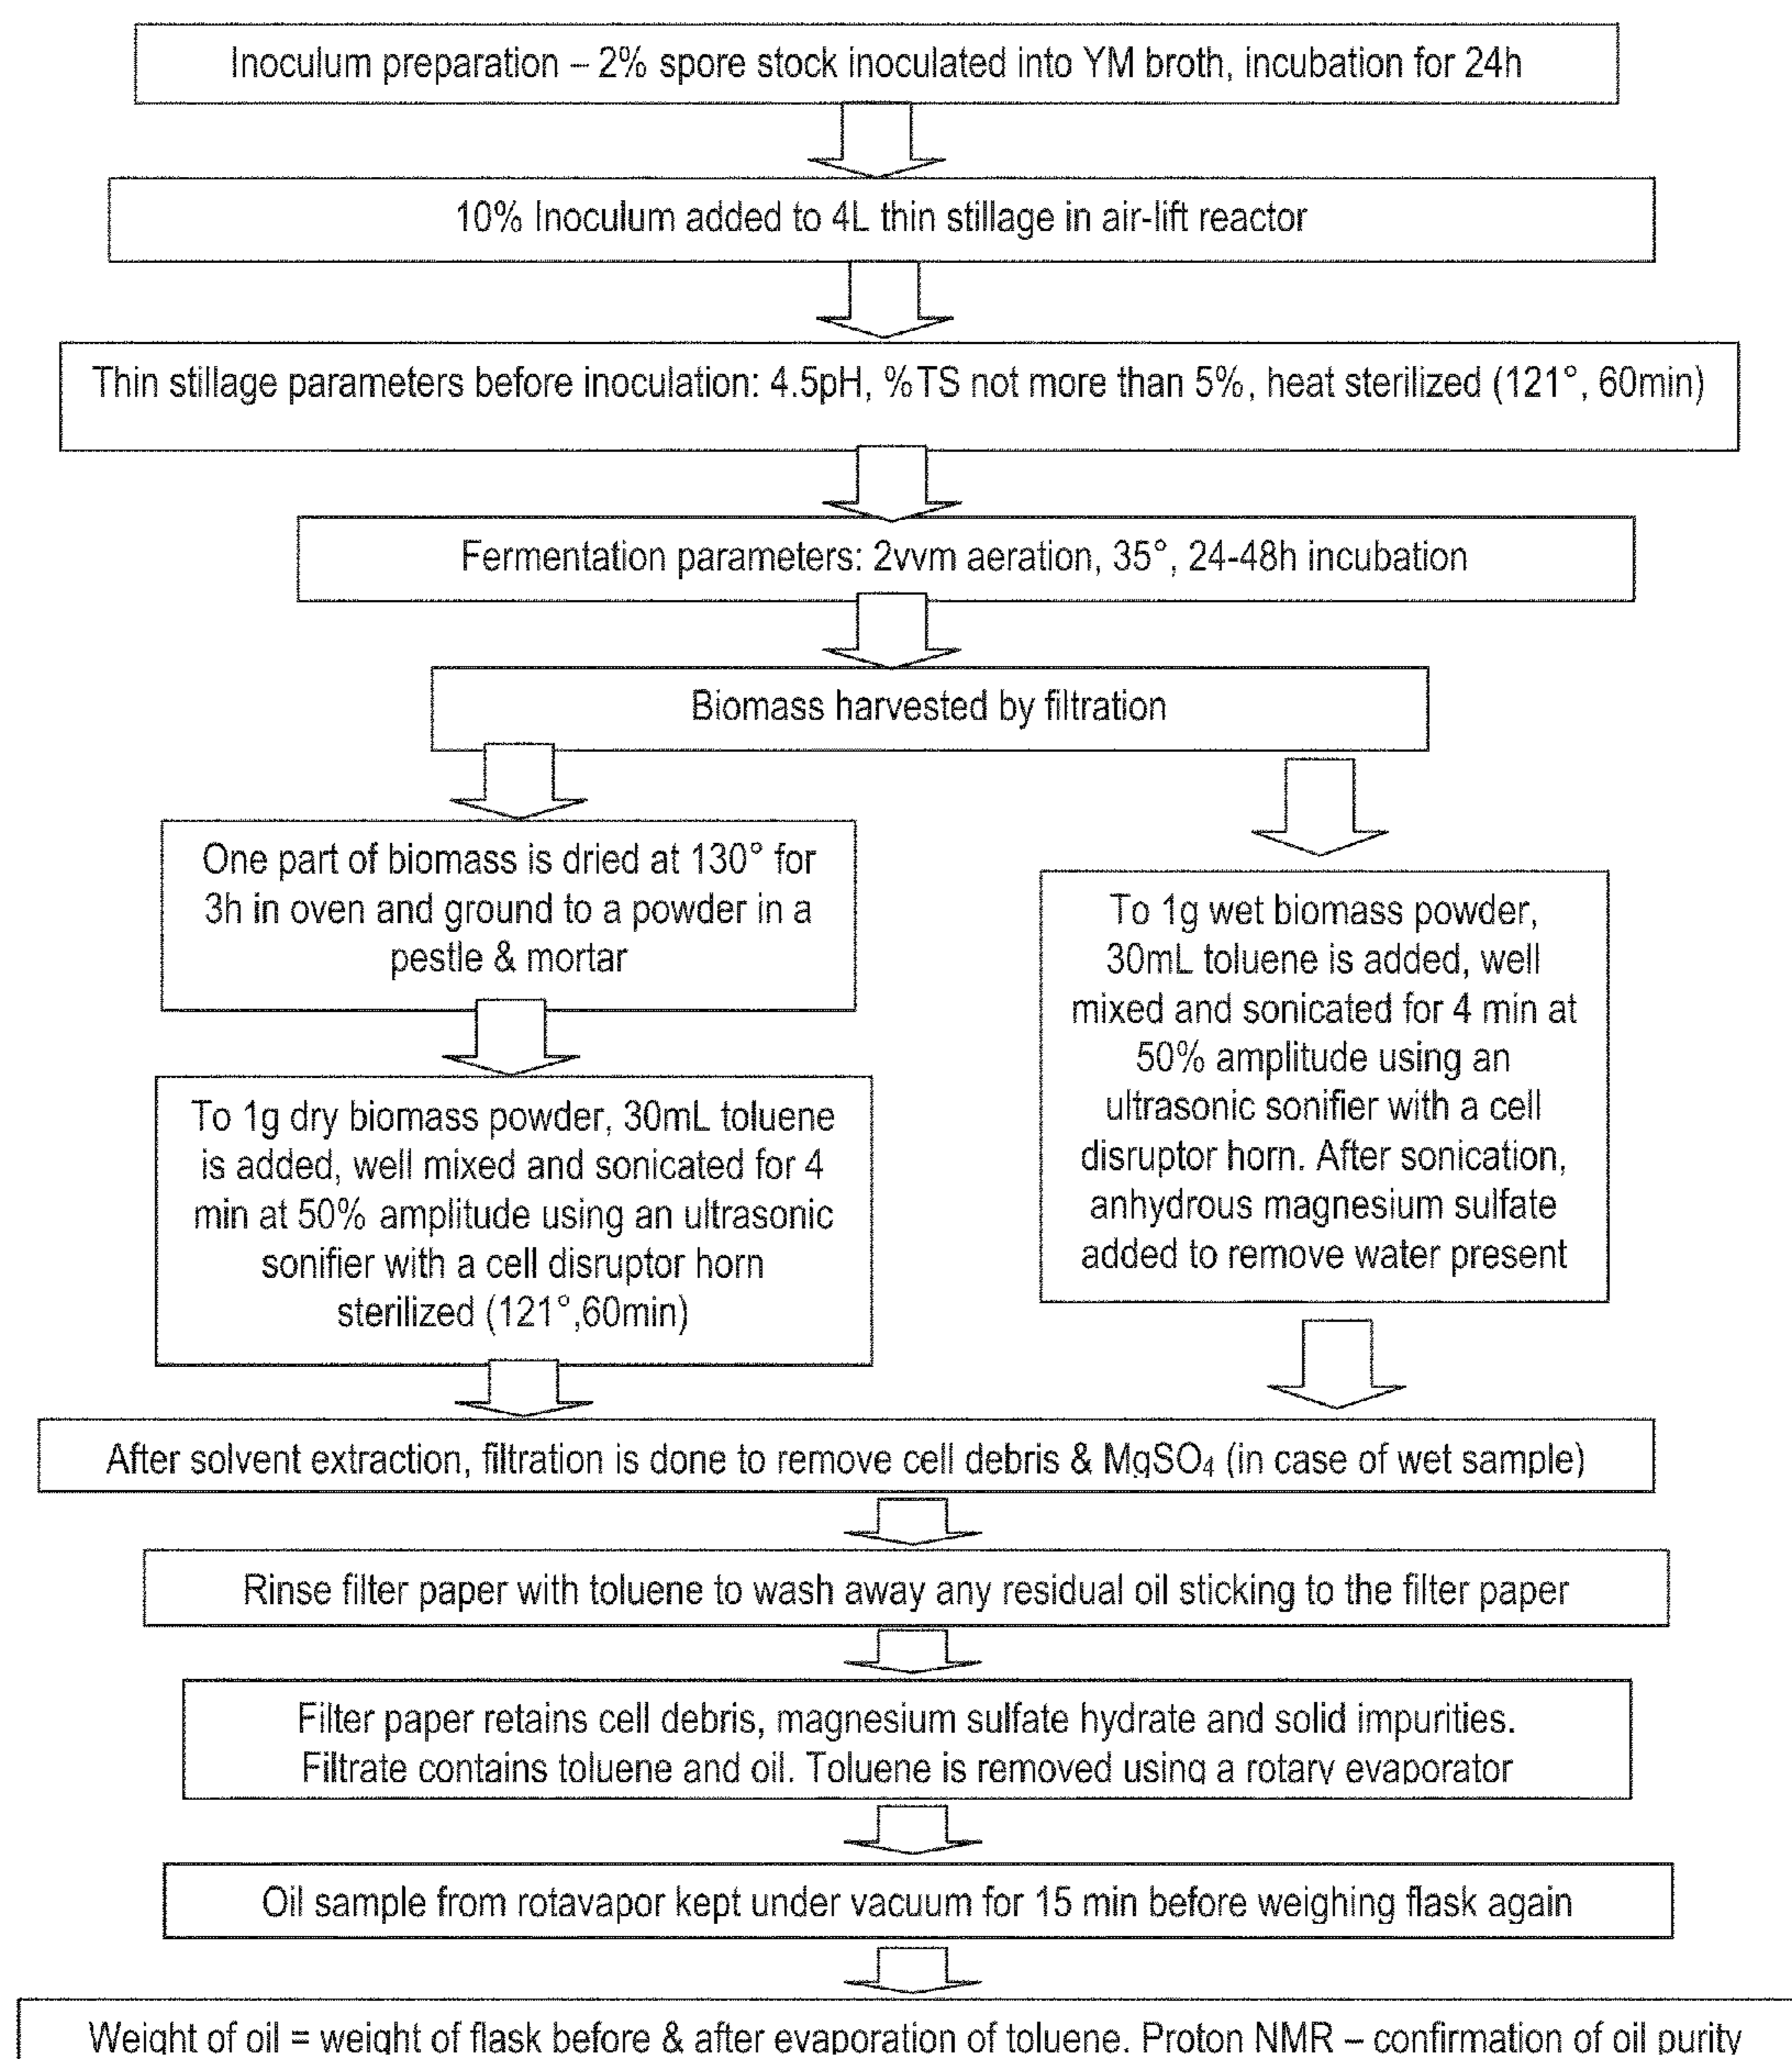 Inoculum preparation – 2% spore stock inoculated into YM broth, incubation for 24h
10% Inoculum added to 4L thin stillage in air-lift reactor
Thin stillage parameters before inoculation: 4.5pH, %TS not more than 5%, heat sterilized (121°, 60min)
Fermentation parameters: 2vvm aeration, 35°, 24-48h incubation
Biomass harvested by filtration
One part of biomass is dried at 130° for
3h in oven and ground to a powder in a
pestle & mortar
To 1g dry biomass powder, 30mL toluene
is added, well mixed and sonicated for 4
min at 50% amplitude using an ultrasonic
sonifier with a cell disruptor horn
sterilized (121°,60min)
To 1g wet biomass powder,
30mL toluene is added, well
mixed and sonicated for 4 min at
50% amplitude using an
ultrasonic sonifier with a cell
disruptor horn. After sonication,
anhydrous magnesium sulfate
added to remove water present
After solvent extraction, filtration is done to remove cell debris & MgSO₄ (in case of wet sample)
Rinse filter paper with toluene to wash away any residual oil sticking to the filter paper
Filter paper retains cell debris, magnesium sulfate hydrate and solid impurities.
Filtrate contains toluene and oil. Toluene is removed using a rotary evaporator
Oil sample from rotavapor kept under vacuum for 15 min before weighing flask again
Weight of oil = weight of flask before & after evaporation of toluene. Proton NMR – confirmation of oil purity